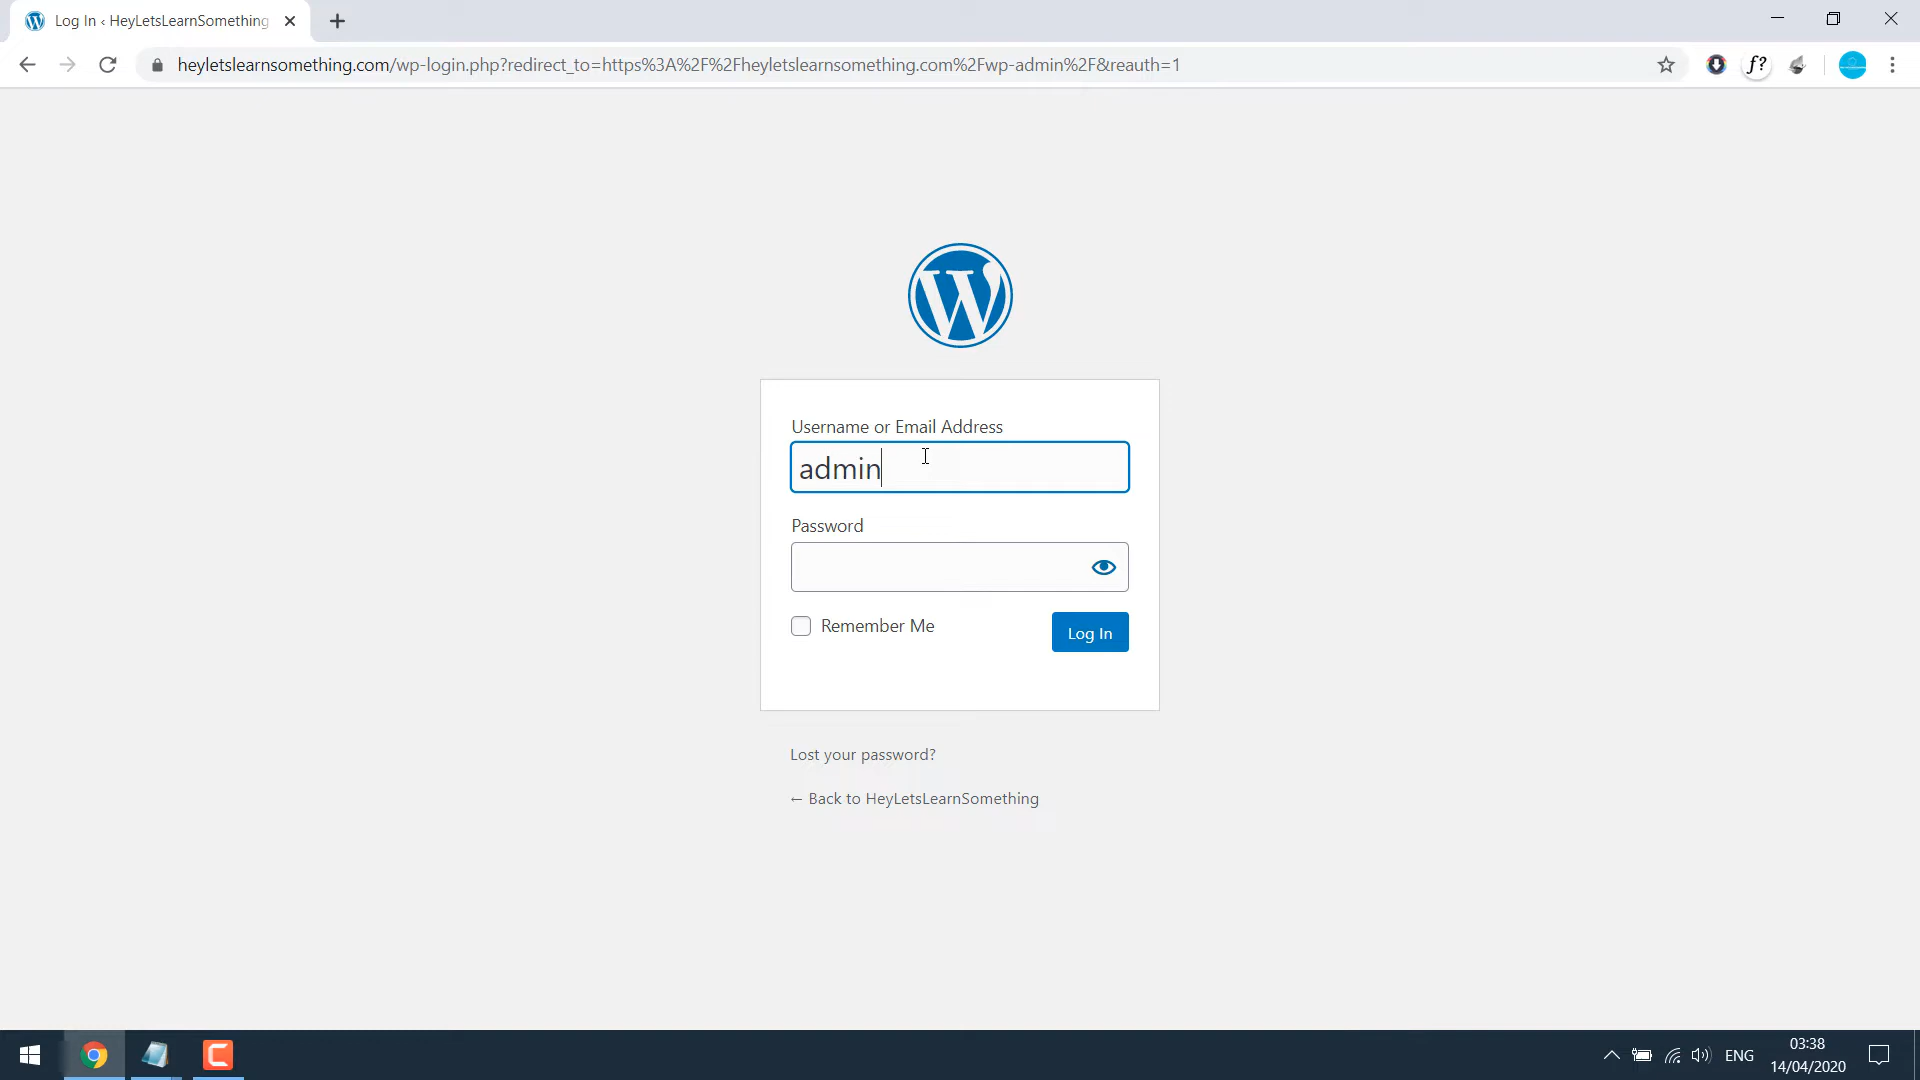 Log In ‹ HeyLetsLearnSomething
heyletslearnsomething.com/wp-login.php?redirect_to=https%3A%2F%2Fheyletslearnsomething.com%2Fwp-admin%2F&reauth=1
f?
Username or Email Address
admin
Password
Remember Me
Log In
Lost your password?
← Back to HeyLetsLearnSomething
ENG
03:38
14/04/2020